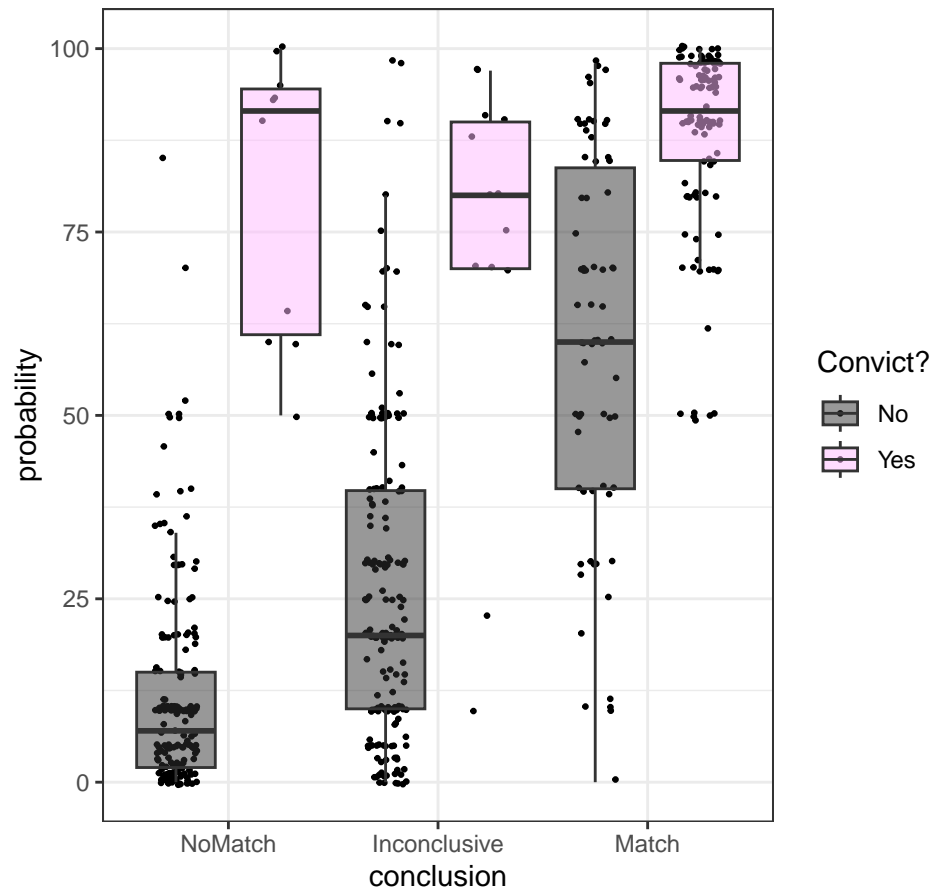 100
75
50
25
0
probability
NoMatch
Inconclusive
Match
conclusion
Convict?
No
Yes